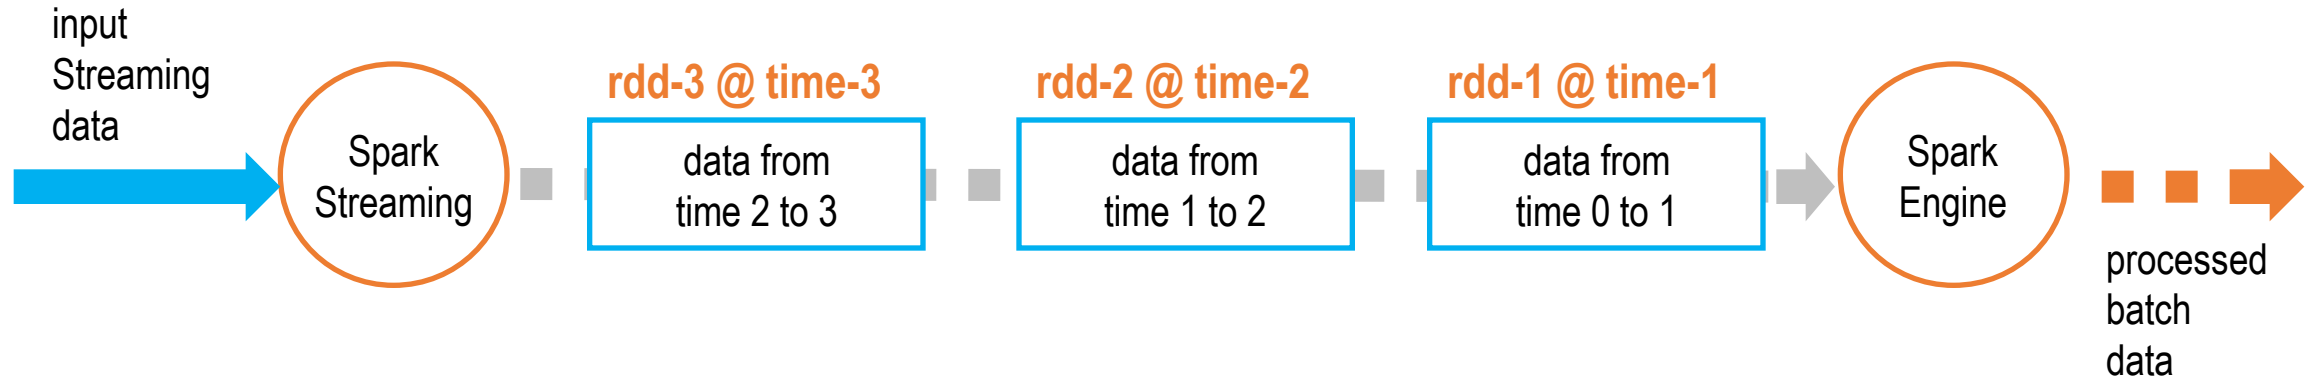 input
Streaming
data
Spark
Streaming
rdd-3 @ time-3
data from
time 2 to 3
rdd-2 @ time-2
data from
time 1 to 2
rdd-1 @ time-1
data from
time 0 to 1
Spark
Engine
processed
batch
data